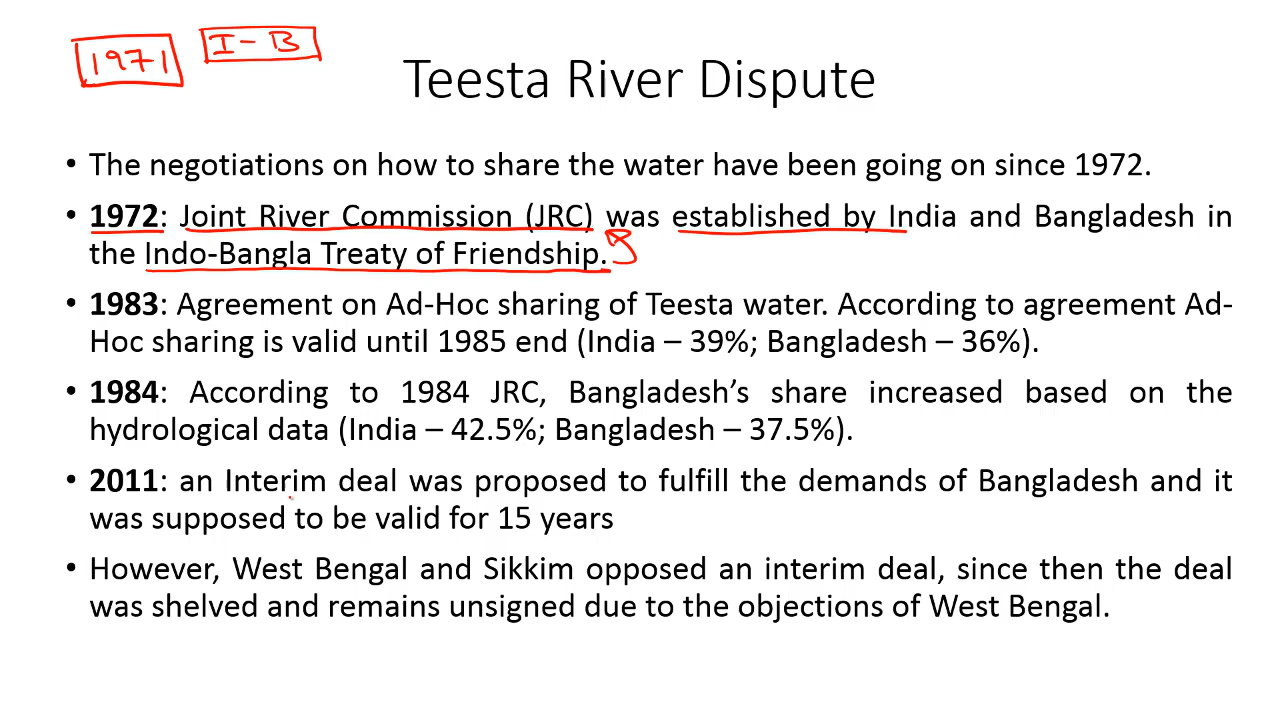 1971 I-B
Teesta River Dispute
• The negotiations on how to share the water have been going on since 1972.
• 1972: Joint River Commission (JRC) was established by India and Bangladesh in
the Indo-Bangla Treaty of Friendship.
• 1983: Agreement on Ad-Hoc sharing of Teesta water. According to agreement Ad-
Hoc sharing is valid until 1985 end (India – 39%; Bangladesh – 36%).
• 1984: According to 1984 JRC, Bangladesh’s share increased based on the
hydrological data (India – 42.5%; Bangladesh – 37.5%).
• 2011: an Interim deal was proposed to fulfill the demands of Bangladesh and it
was supposed to be valid for 15 years
• However, West Bengal and Sikkim opposed an interim deal, since then the deal
was shelved and remains unsigned due to the objections of West Bengal.